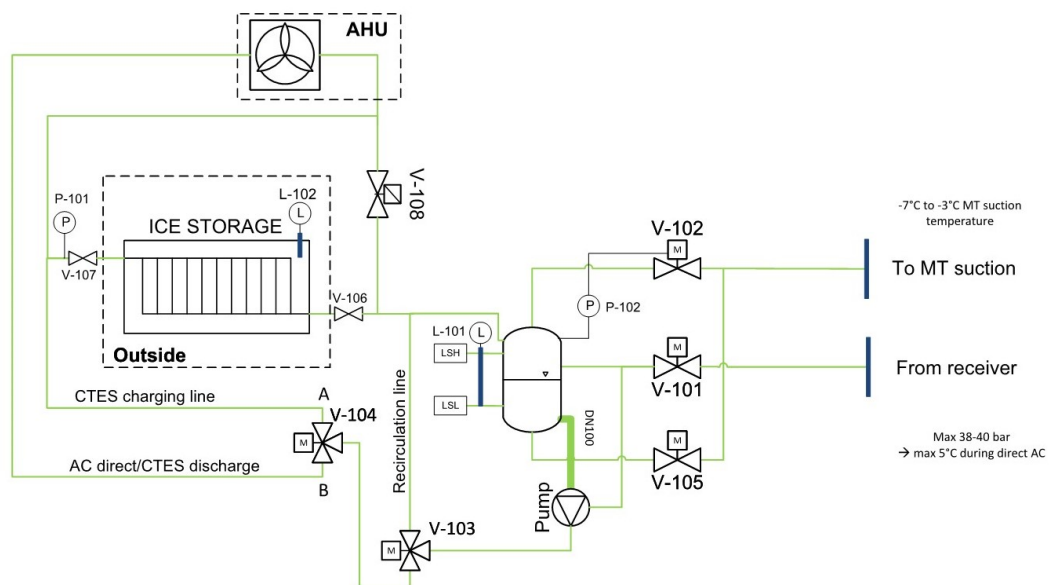 AHU
P-101
P
V-107
L-102
L
ICE STORAGE
Outside
V-108
V-106
CTES charging line
A
V-104
M
AC direct/CTES discharge
B
Recirculation line
V-103
M
L-101
L
LSH
LSL
P
P-102
V-102
M
M
V-101
M
V-105
DN100
Pump
-7°C to -3°C MT suction
temperature
To MT suction
From receiver
Max 38-40 bar
→ max 5°C during direct AC